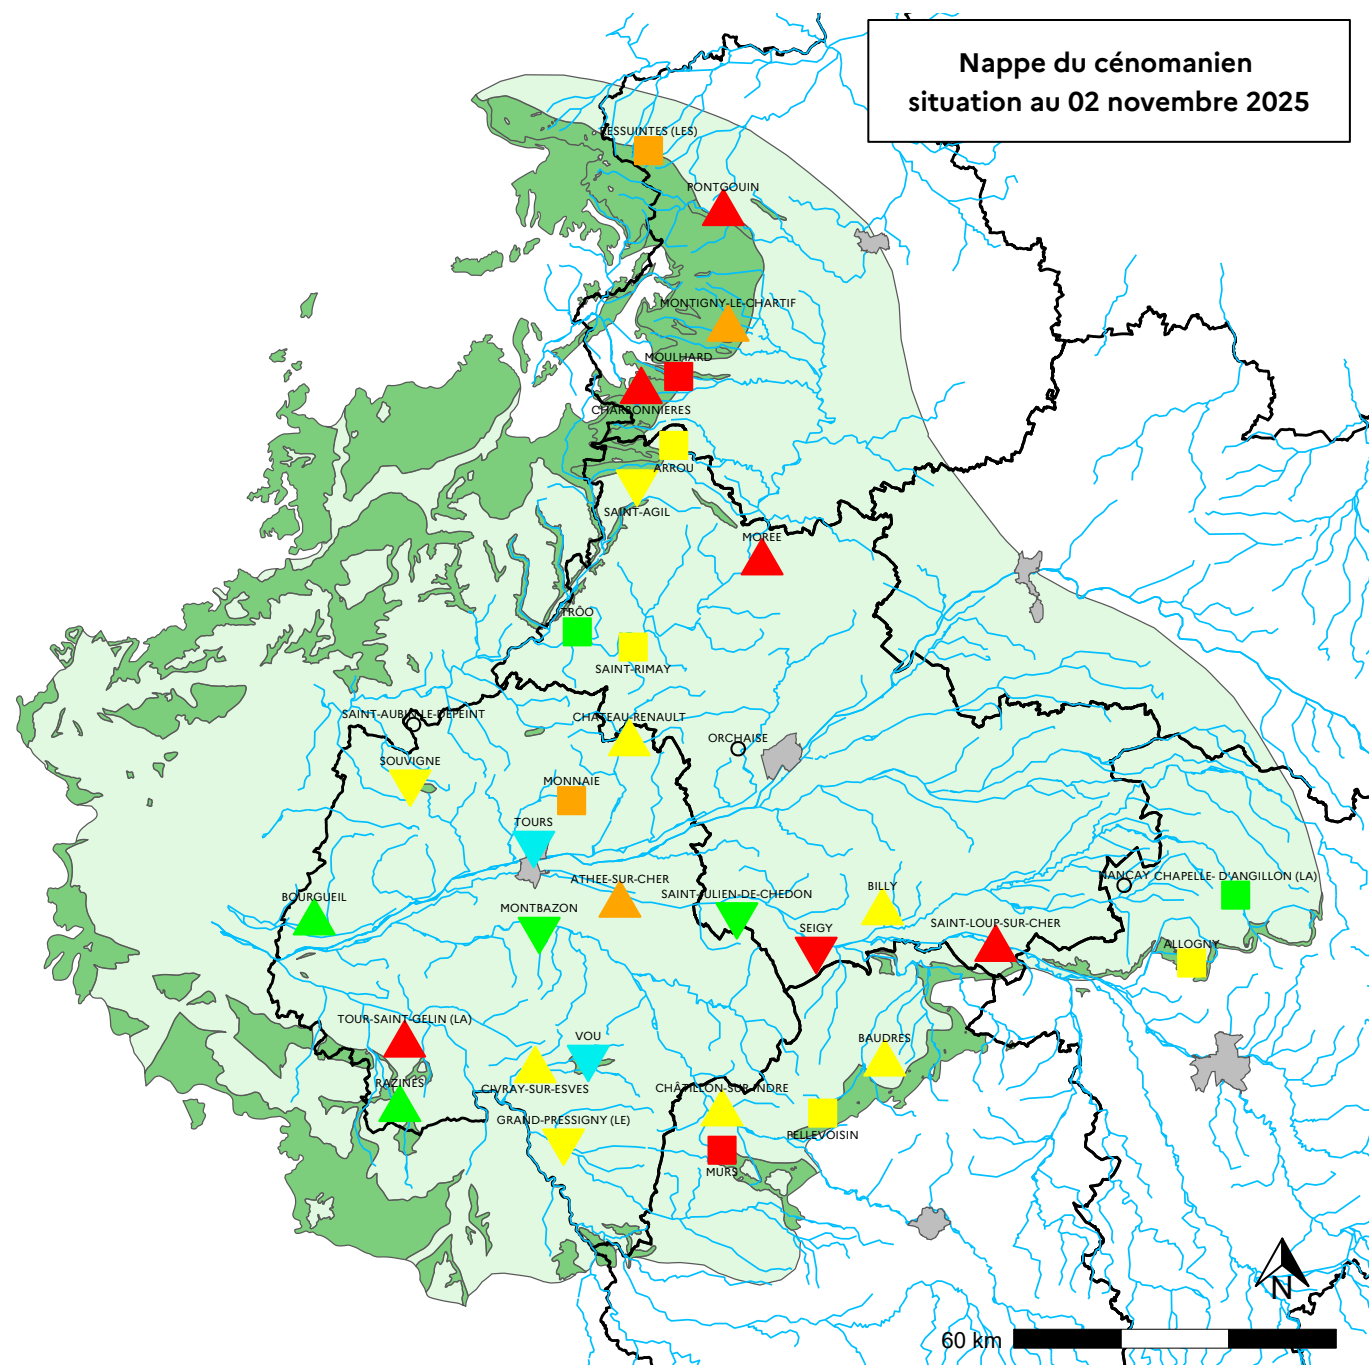 Nappe du cénomanien
situation au 02 novembre 2025
RESSUINTES (LES)
PONTGOUIN
MONTIGNY-LE-CHARTIF
MOULHARD
CHARBONNIERES
ARROU
SAINT-AGIL
MOREE
TRÔO
SAINT-RIMAY
SAINT-AUBIN-LE-DEPEINT
CHATEAU-RENAULT
ORCHAISE
SOUVIGNE
MONNAIE
TOURS
ATHEE-SUR-CHER
BOURGUEIL
MONTBAZON
SAINT-JULIEN-DE-CHEDON
BILLY
NANÇAY
CHAPELLE- D'ANGILLON (LA)
SEIGY
SAINT-LOUP-SUR-CHER
ALLOGNY
TOUR-SAINT-GELIN (LA)
VOU
BAUDRES
RAZINES
CIVRAY-SUR-ESVES
CHÂTILLON-SUR-INDRE
GRAND-PRESSIGNY (LE)
PELLEVOISIN
MURS
N
60 km